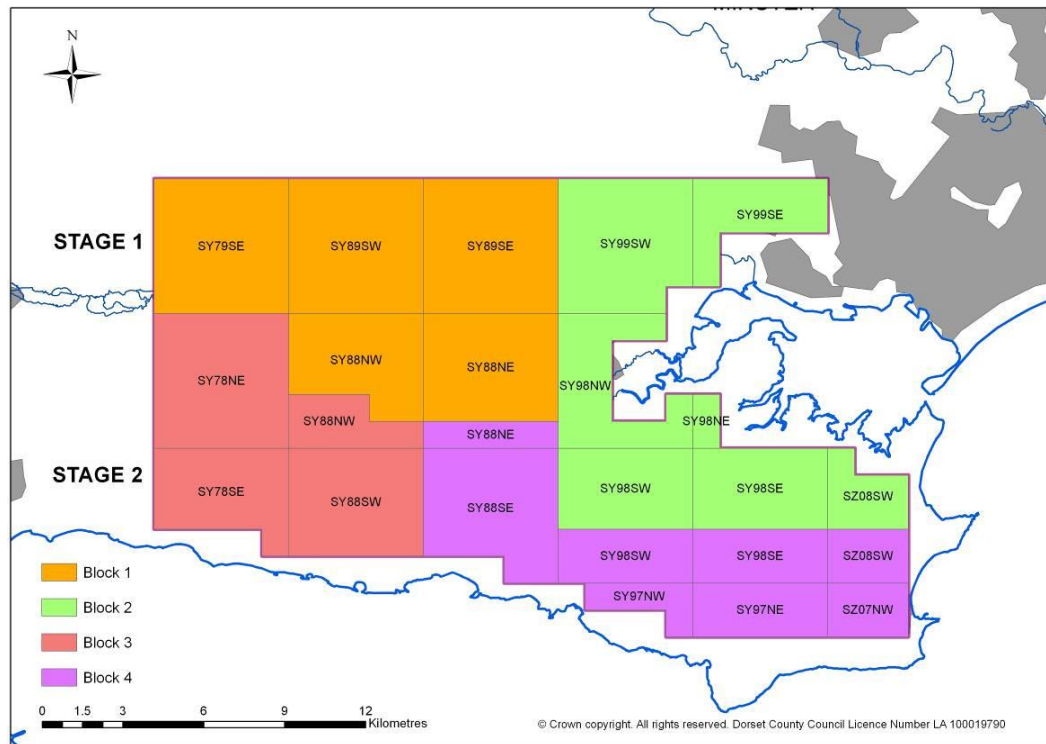 N
STAGE 1
SY79SE
SY89SW
SY89SE
SY99SW
SY99SE
SY78NE
SY88NW
SY88NE
SY98NW
SY88NW
SY88NE
SY98NE
STAGE 2
SY78SE
SY88SW
SY88SE
SY98SW
SY98SE
SZ08SW
SY98SW
SY98SE
SZ08SW
SY97NW
SY97NE
SZ07NW
Block 1
Block 2
Block 3
Block 4
0 1.5 3 6 9 12
Kilometres
© Crown copyright. All rights reserved. Dorset County Council Licence Number LA 100019790